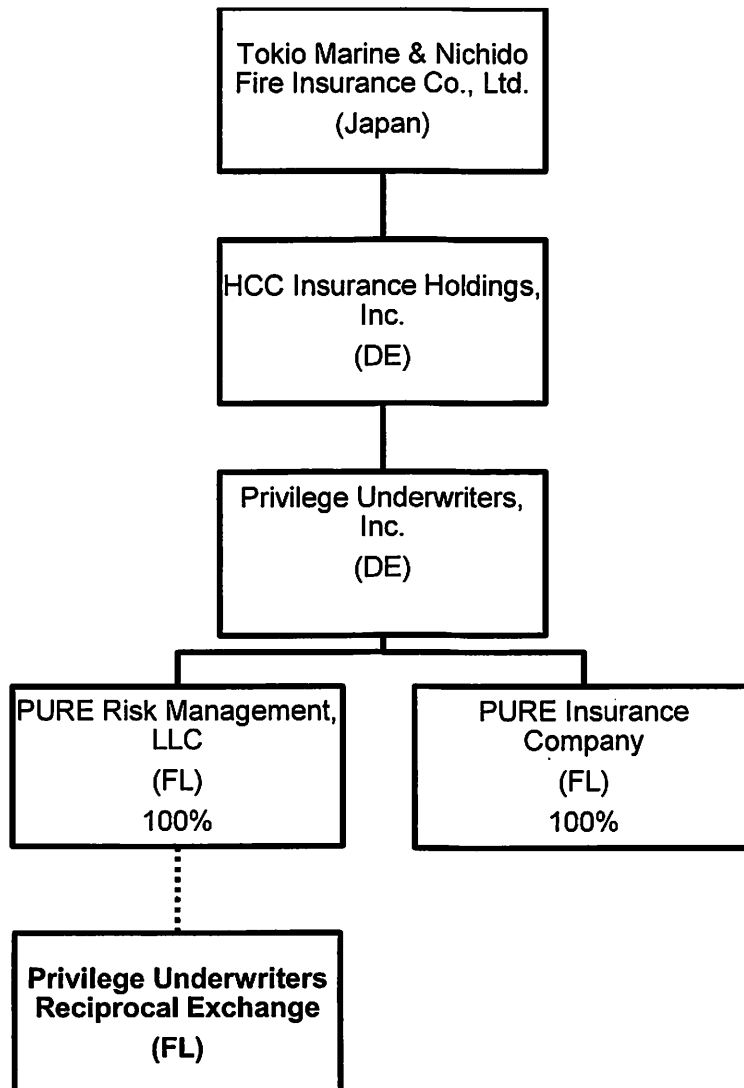 Tokio Marine & Nichido
Fire Insurance Co., Ltd.
(Japan)
HCC Insurance Holdings,
Inc.
(DE)
Privilege Underwriters,
Inc.
(DE)
PURE Risk Management,
LLC
(FL)
100%
PURE Insurance
Company
(FL)
100%
Privilege Underwriters
Reciprocal Exchange
(FL)